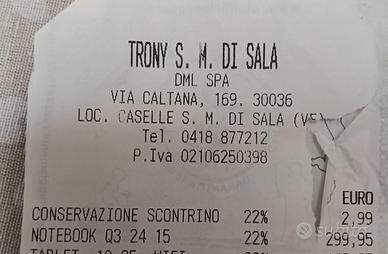 TRONY S. M. DI SALA
DML SPA
VIA CALTANA, 169. 30036
LOC. CASELLE S. M. DI SALA (VE)
Tel. 0418 877212
P.Iva 02106250398
EURO
CONSERVAZIONE SCONTRINO 22% 2,99
NOTEBOOK Q3 24 15 22% 299,95